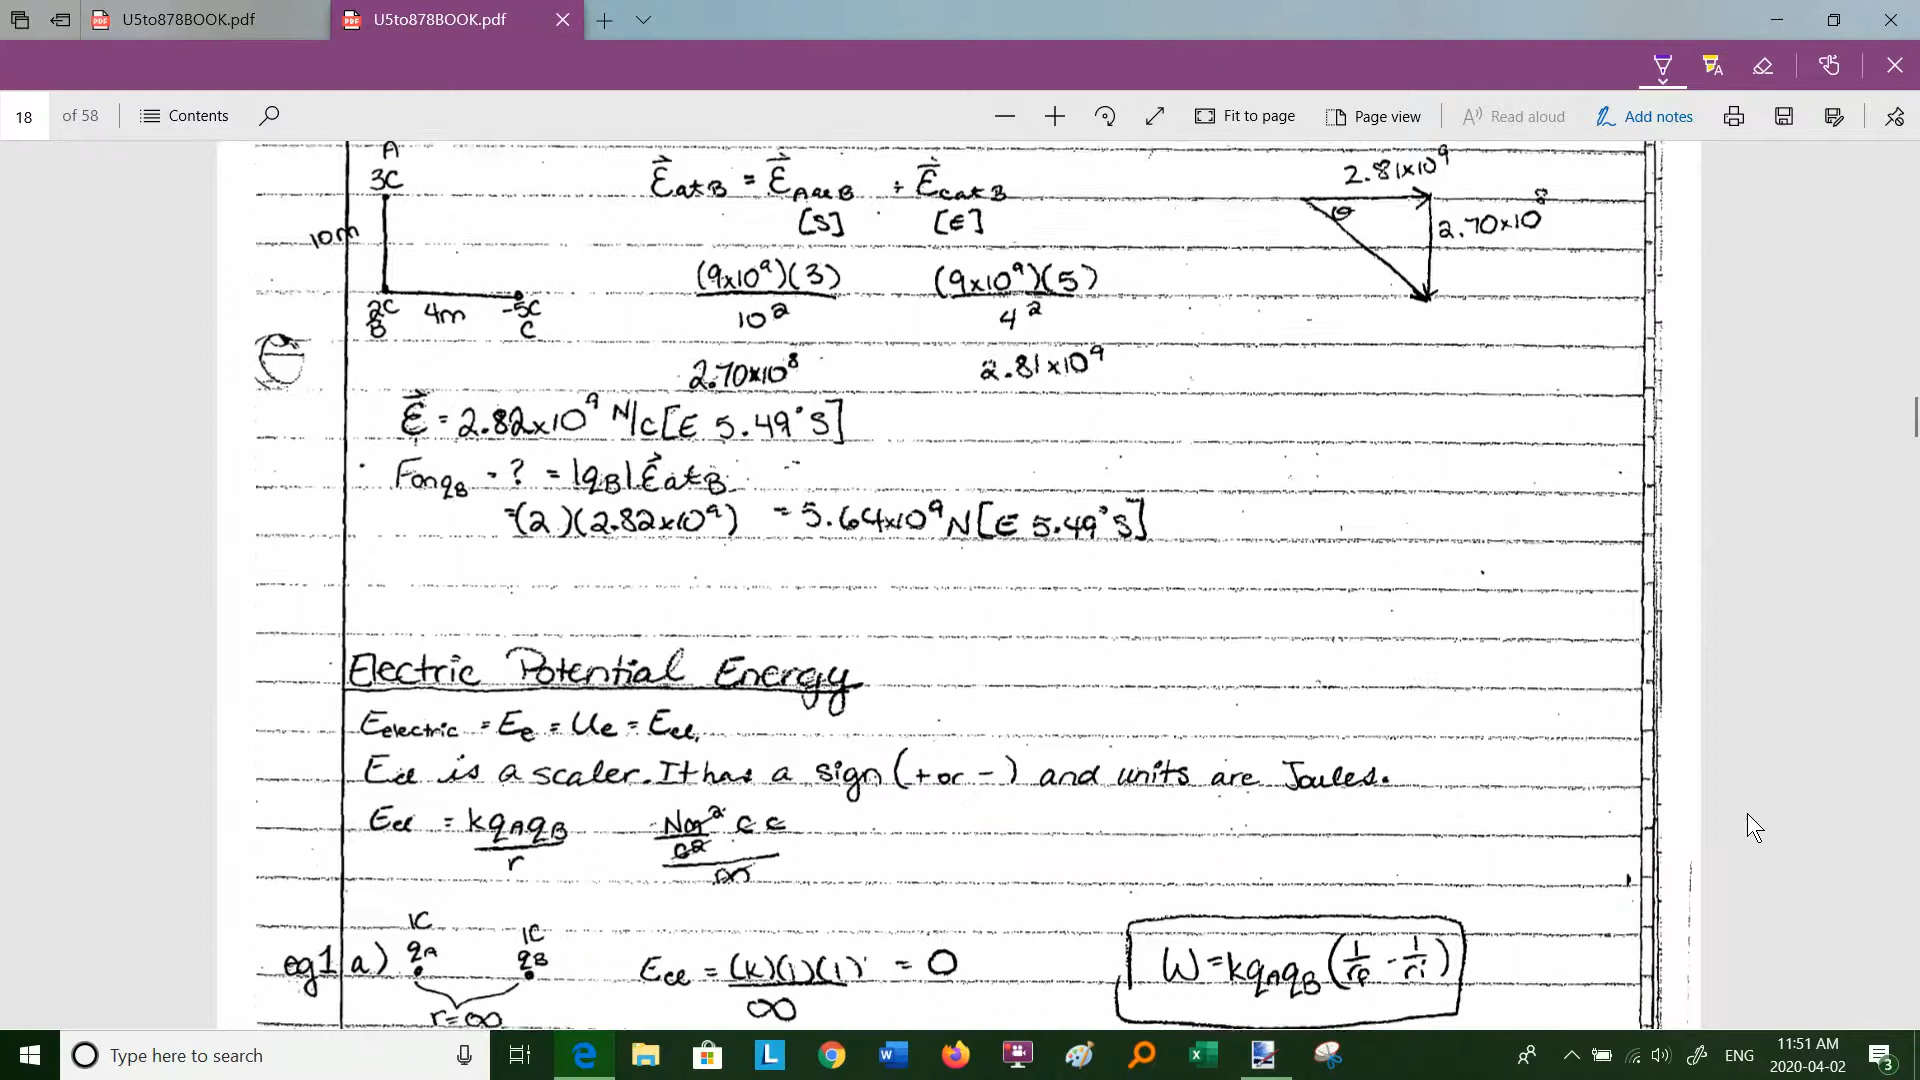 U5to878BOOK.pdf
U5to878BOOK.pdf
18 of 58 Contents Fit to page Page view Read aloud Add notes
A
3C
10m
2C 4m -5C
B C
ℰ⃗at B = ℰ⃗A at B + ℰ⃗C at B
[S] [E]
(9x10⁹)(3) (9x10⁹)(5)
10² 4²
2.70x10⁸ 2.81x10⁹
2.81x10⁹
θ 2.70x10⁸
ℰ⃗ = 2.82x10⁹ N/C [E 5.49°S]
FonqB = ? = |qB| ℰ⃗at B
=(2)(2.82x10⁹) = 5.64x10⁹ N [E 5.49°S]
Electric Potential Energy
Eelectric = Ee = Ue = Eel
Eel is a scaler. It has a sign (+ or -) and units are Joules.
Eel = kqAqB
r
Nm² C C
C²
m
eg1 a) 1C 1C
qA qB
r=∞
Eel = (k)(1)(1) = 0
∞
W = kqAqB (1/rf - 1/ri)
Type here to search
ENG
11:51 AM
2020-04-02
3